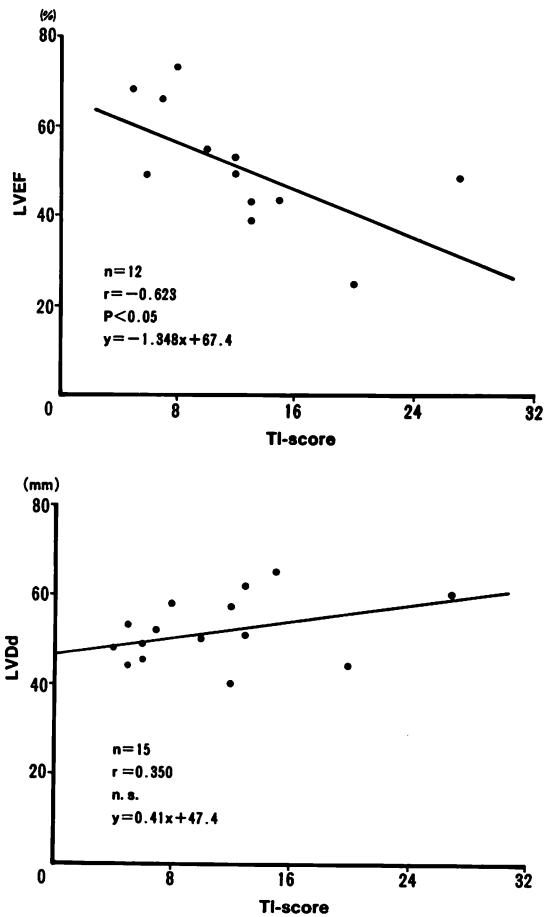 (%)
80
60
40
20
0
LVEF
n=12
r=−0.623
P<0.05
y=−1.348x+67.4
8 16 24 32
TI-score
(mm)
80
60
40
20
0
LVDd
n=15
r=0.350
n.s.
y=0.41x+47.4
8 16 24 32
TI-score